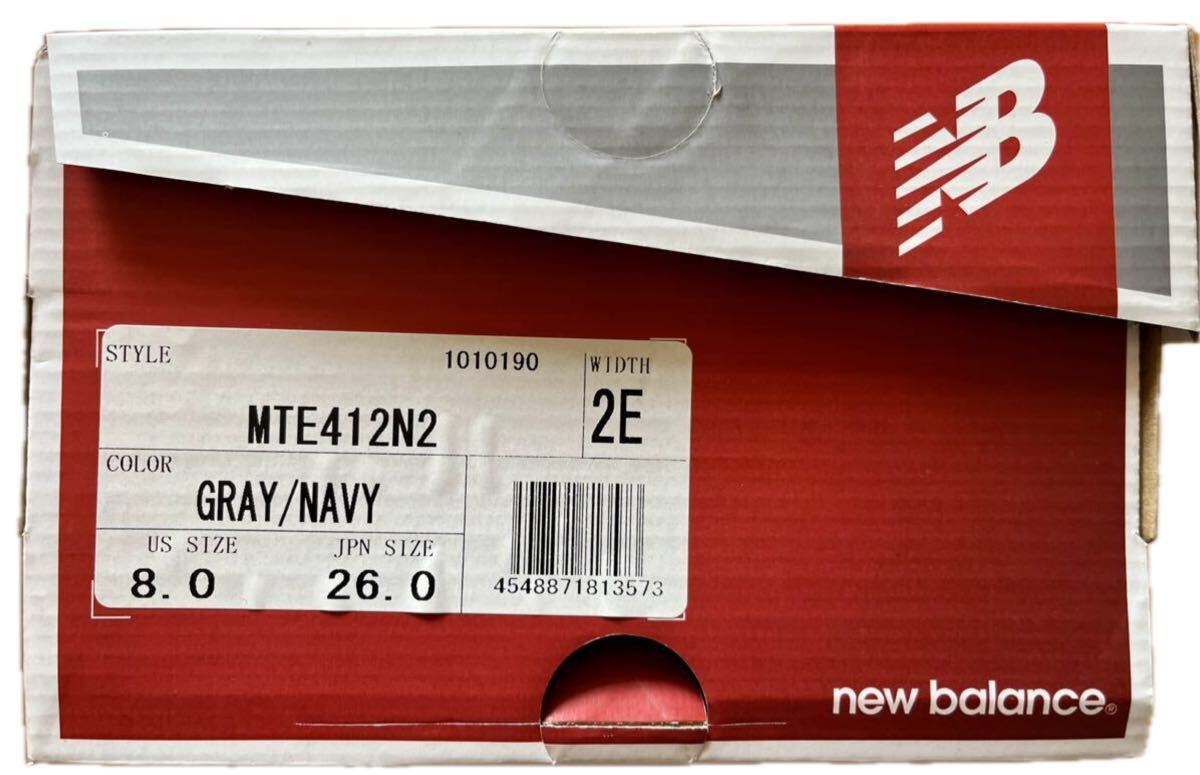 NB
STYLE 1010190 WIDTH
MTE412N2 2E
COLOR
GRAY/NAVY
US SIZE JPN SIZE
8.0 26.0
4548871813573
new balance®